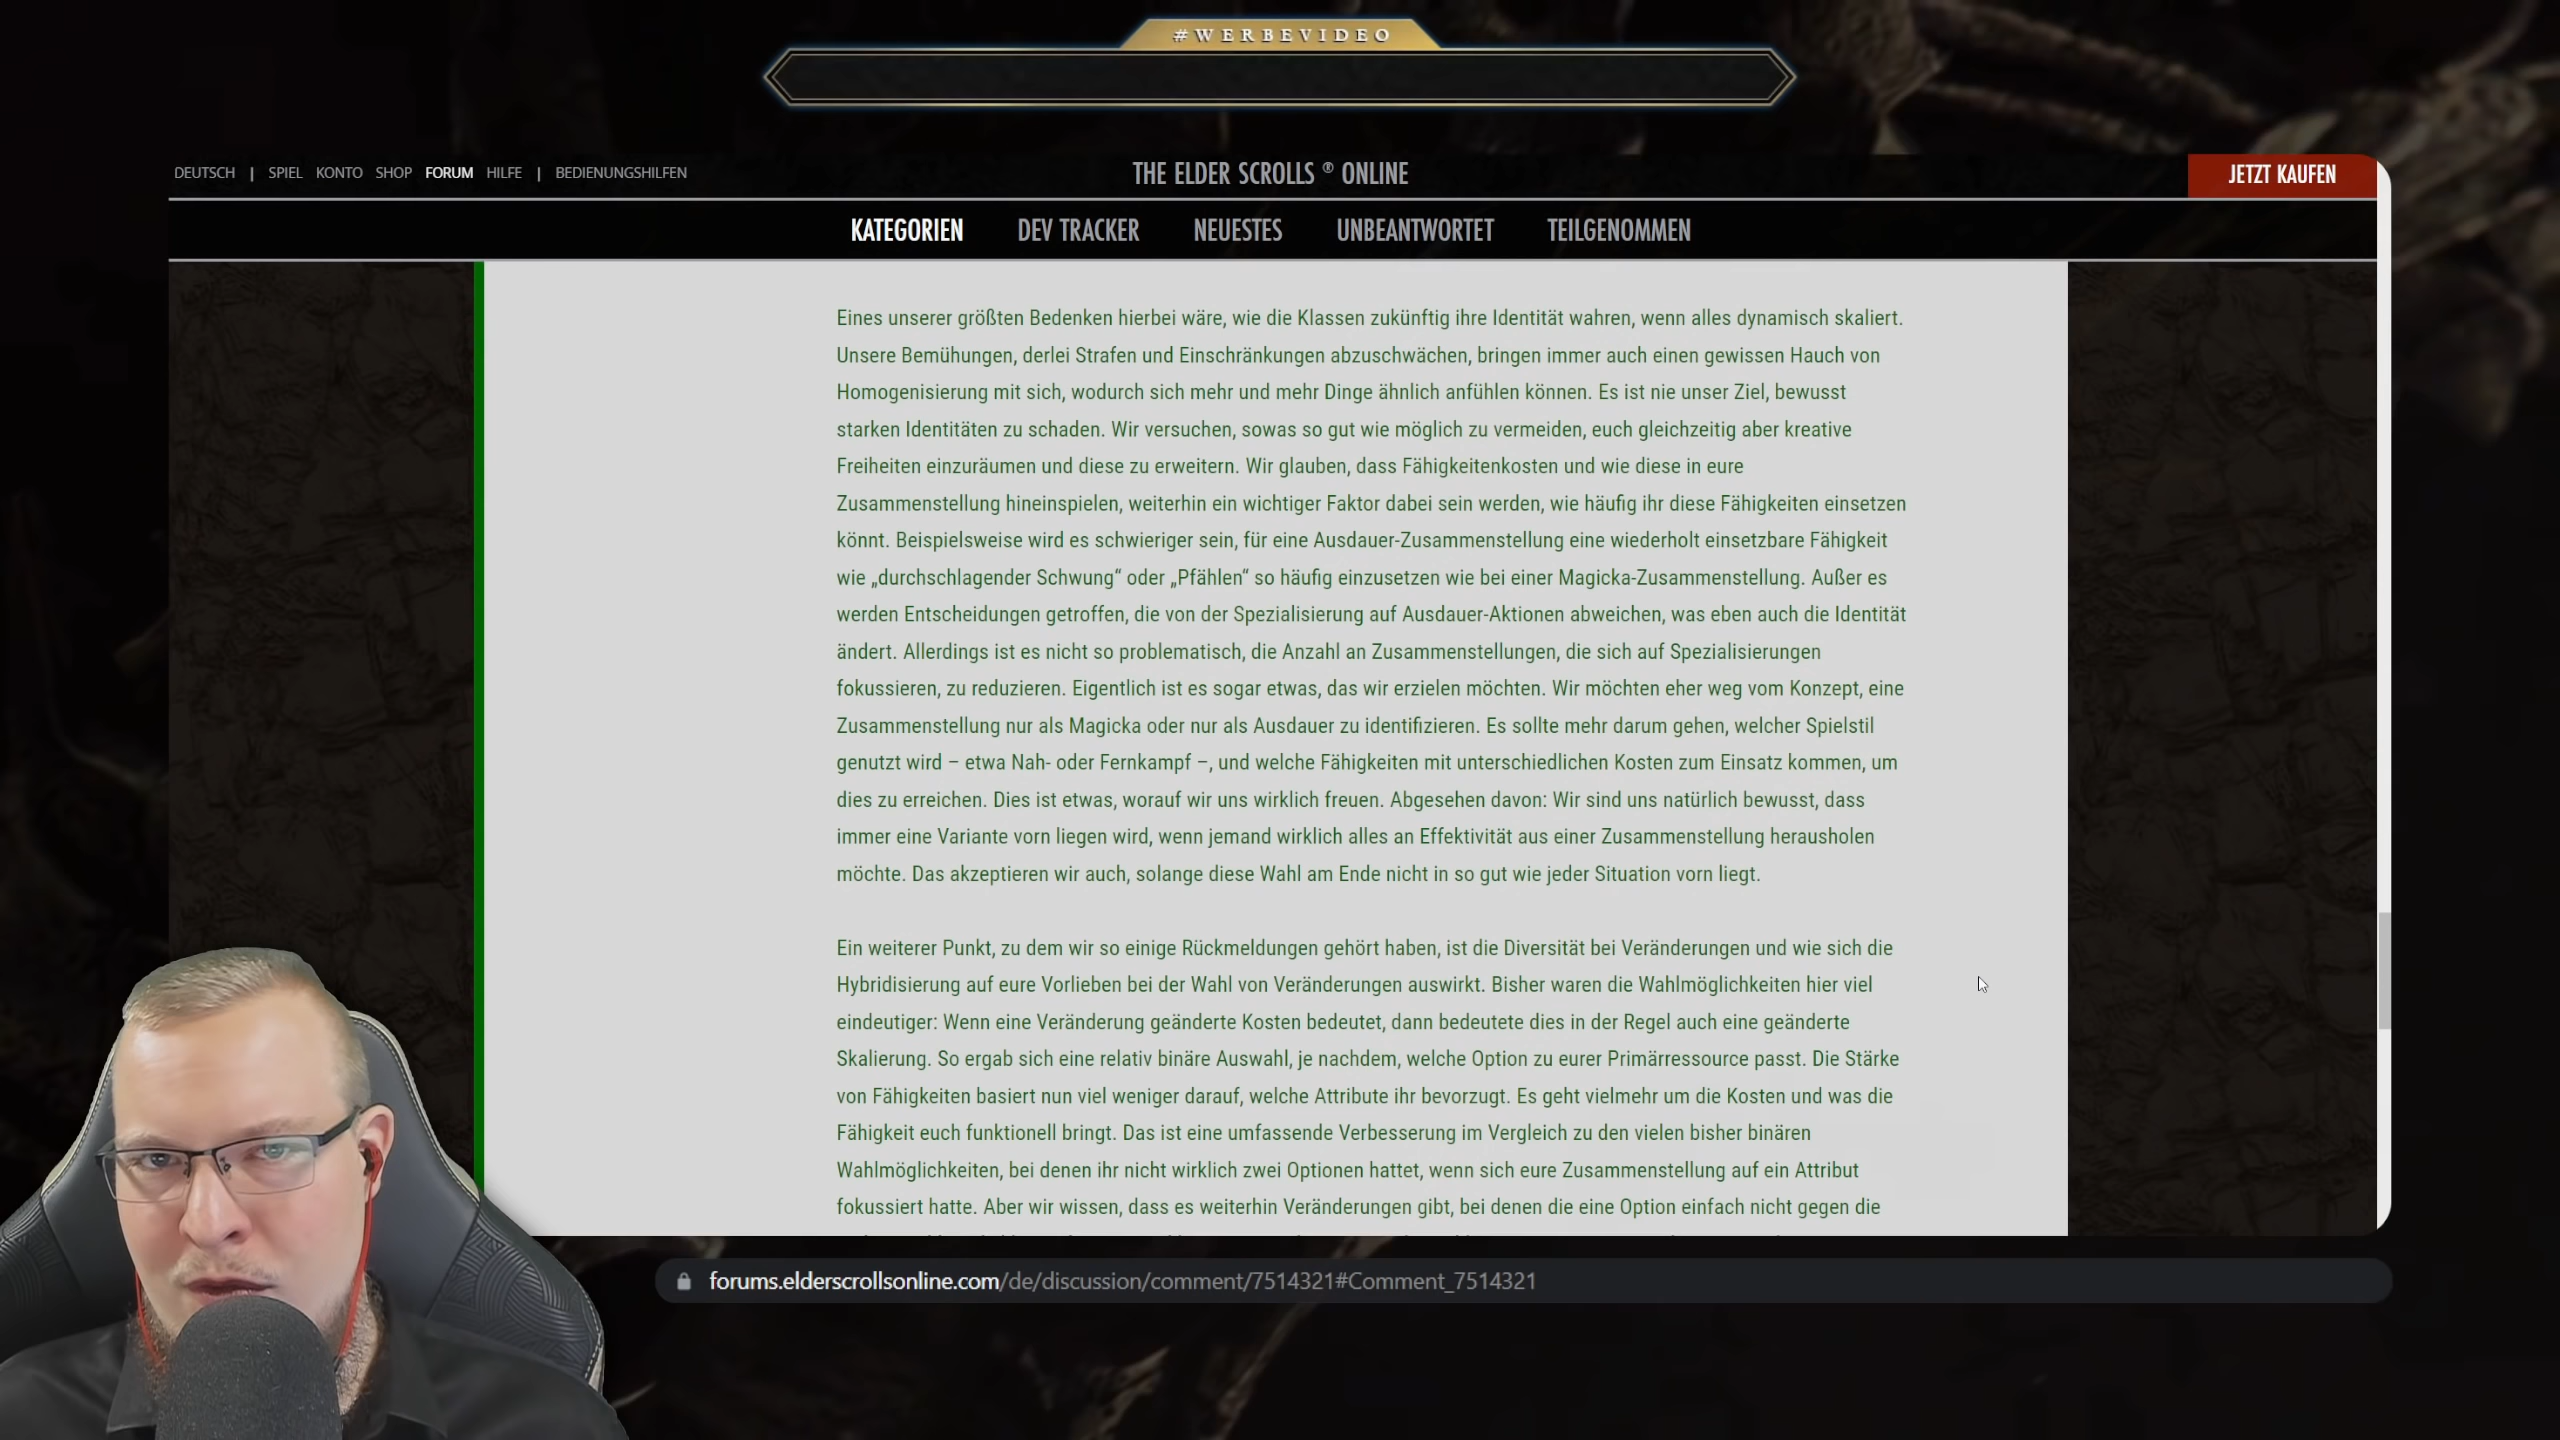 #WERBEVIDEO
DEUTSCH | SPIEL KONTO SHOP FORUM HILFE | BEDIENUNGSHILFEN
THE ELDER SCROLLS ® ONLINE
JETZT KAUFEN
KATEGORIEN DEV TRACKER NEUESTES UNBEANTWORTET TEILGENOMMEN
Eines unserer größten Bedenken hierbei wäre, wie die Klassen zukünftig ihre Identität wahren, wenn alles dynamisch skaliert.
Unsere Bemühungen, derlei Strafen und Einschränkungen abzuschwächen, bringen immer auch einen gewissen Hauch von
Homogenisierung mit sich, wodurch sich mehr und mehr Dinge ähnlich anfühlen können. Es ist nie unser Ziel, bewusst
starken Identitäten zu schaden. Wir versuchen, sowas so gut wie möglich zu vermeiden, euch gleichzeitig aber kreative
Freiheiten einzuräumen und diese zu erweitern. Wir glauben, dass Fähigkeitenkosten und wie diese in eure
Zusammenstellung hineinspielen, weiterhin ein wichtiger Faktor dabei sein werden, wie häufig ihr diese Fähigkeiten einsetzen
könnt. Beispielsweise wird es schwieriger sein, für eine Ausdauer-Zusammenstellung eine wiederholt einsetzbare Fähigkeit
wie „durchschlagender Schwung“ oder „Pfählen“ so häufig einzusetzen wie bei einer Magicka-Zusammenstellung. Außer es
werden Entscheidungen getroffen, die von der Spezialisierung auf Ausdauer-Aktionen abweichen, was eben auch die Identität
ändert. Allerdings ist es nicht so problematisch, die Anzahl an Zusammenstellungen, die sich auf Spezialisierungen
fokussieren, zu reduzieren. Eigentlich ist es sogar etwas, das wir erzielen möchten. Wir möchten eher weg vom Konzept, eine
Zusammenstellung nur als Magicka oder nur als Ausdauer zu identifizieren. Es sollte mehr darum gehen, welcher Spielstil
genutzt wird – etwa Nah- oder Fernkampf –, und welche Fähigkeiten mit unterschiedlichen Kosten zum Einsatz kommen, um
dies zu erreichen. Dies ist etwas, worauf wir uns wirklich freuen. Abgesehen davon: Wir sind uns natürlich bewusst, dass
immer eine Variante vorn liegen wird, wenn jemand wirklich alles an Effektivität aus einer Zusammenstellung herausholen
möchte. Das akzeptieren wir auch, solange diese Wahl am Ende nicht in so gut wie jeder Situation vorn liegt.
Ein weiterer Punkt, zu dem wir so einige Rückmeldungen gehört haben, ist die Diversität bei Veränderungen und wie sich die
Hybridisierung auf eure Vorlieben bei der Wahl von Veränderungen auswirkt. Bisher waren die Wahlmöglichkeiten hier viel
eindeutiger: Wenn eine Veränderung geänderte Kosten bedeutet, dann bedeutete dies in der Regel auch eine geänderte
Skalierung. So ergab sich eine relativ binäre Auswahl, je nachdem, welche Option zu eurer Primärressource passt. Die Stärke
von Fähigkeiten basiert nun viel weniger darauf, welche Attribute ihr bevorzugt. Es geht vielmehr um die Kosten und was die
Fähigkeit euch funktionell bringt. Das ist eine umfassende Verbesserung im Vergleich zu den vielen bisher binären
Wahlmöglichkeiten, bei denen ihr nicht wirklich zwei Optionen hattet, wenn sich eure Zusammenstellung auf ein Attribut
fokussiert hatte. Aber wir wissen, dass es weiterhin Veränderungen gibt, bei denen die eine Option einfach nicht gegen die
forums.elderscrollsonline.com/de/discussion/comment/7514321#Comment_7514321